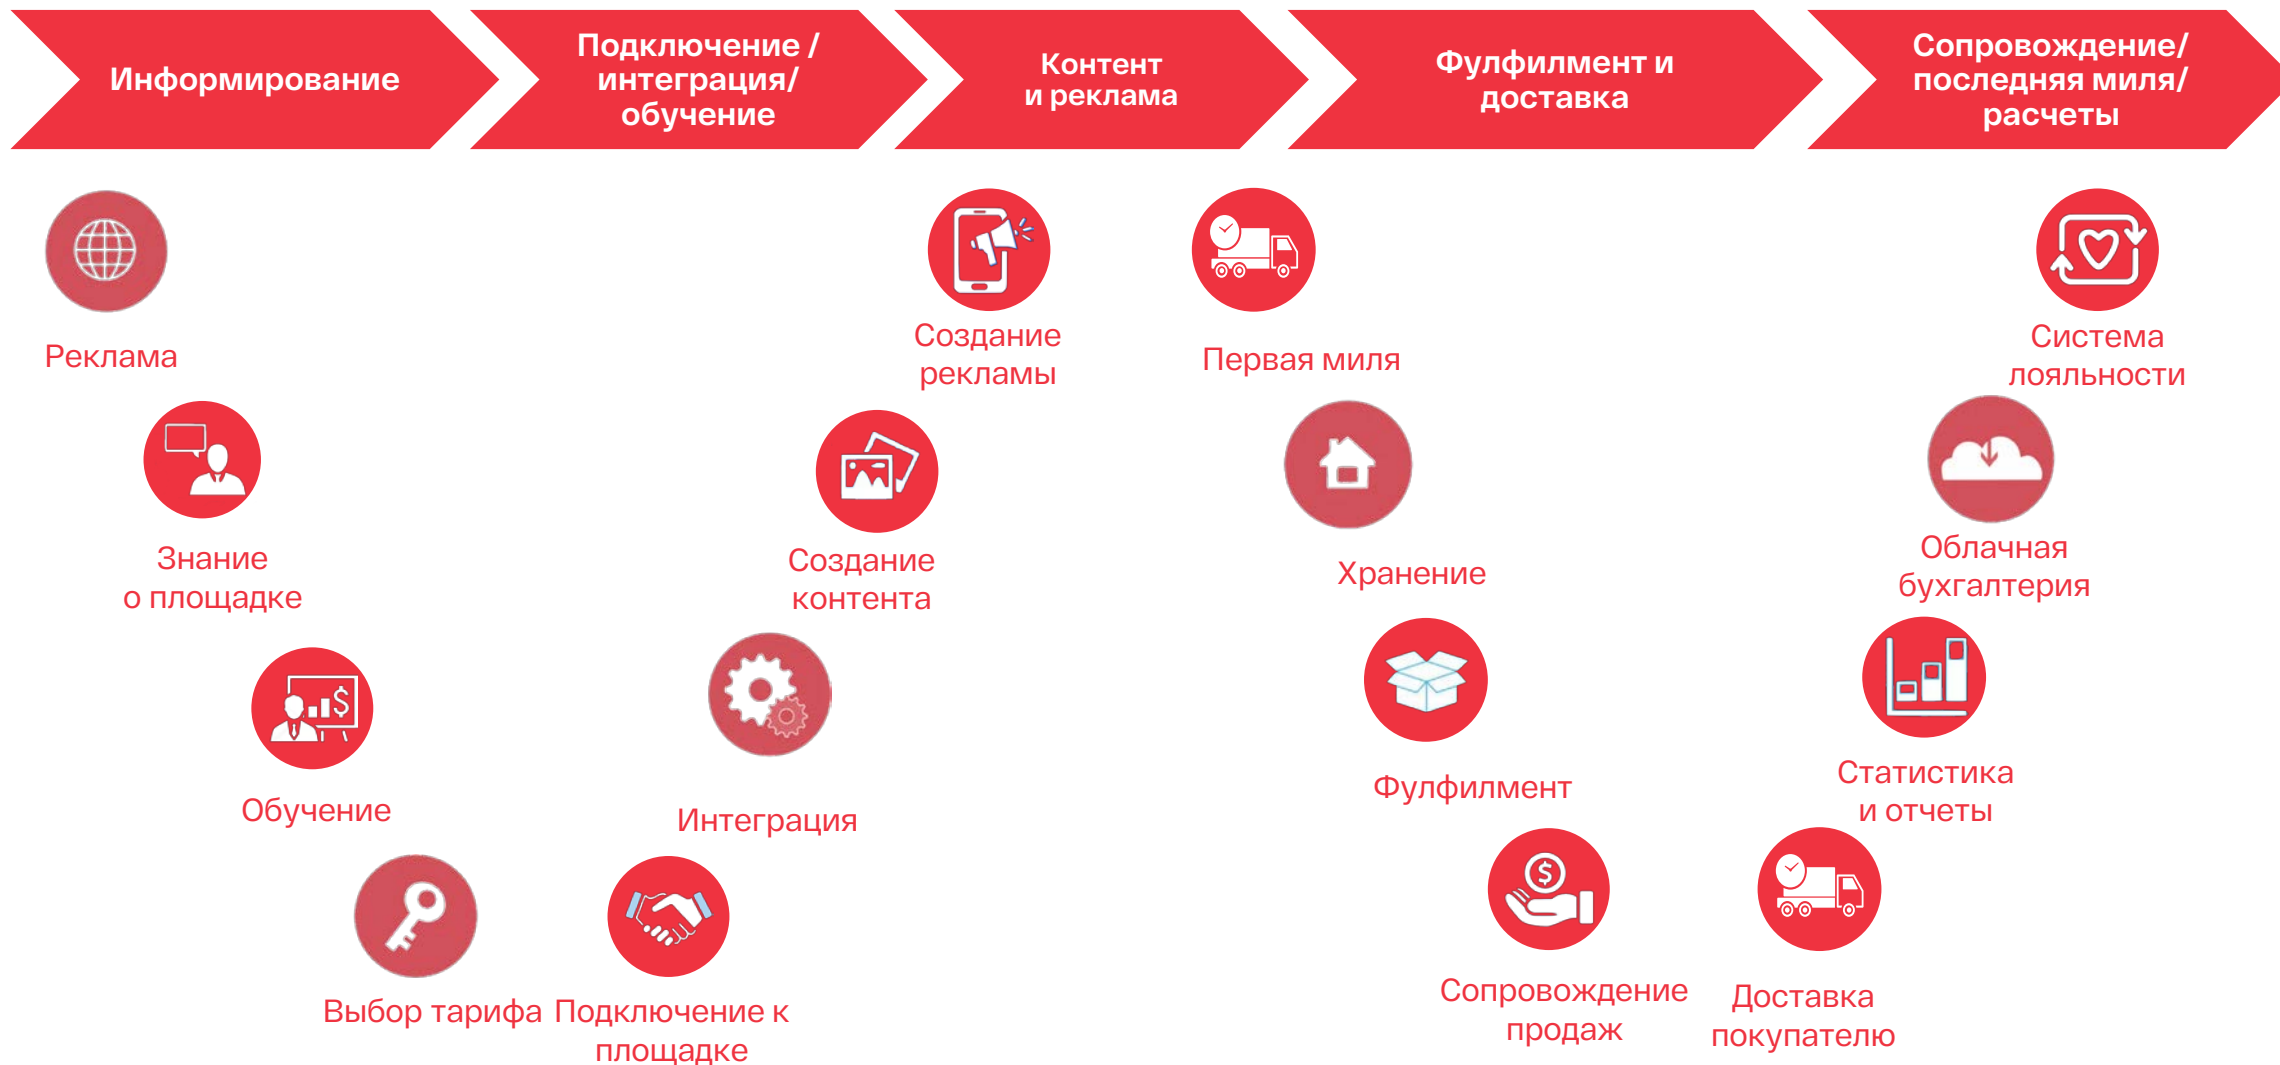 Информирование
Подключение /
интеграция/
обучение
Контент
и реклама
Фулфилмент и
доставка
Сопровождение/
последняя миля/
расчеты
Реклама
Знание
о площадке
Обучение
Выбор тарифа
Подключение к
площадке
Интеграция
Создание
контента
Создание
рекламы
Первая миля
Хранение
Фулфилмент
Сопровождение
продаж
Доставка
покупателю
Статистика
и отчеты
Облачная
бухгалтерия
Система
лояльности